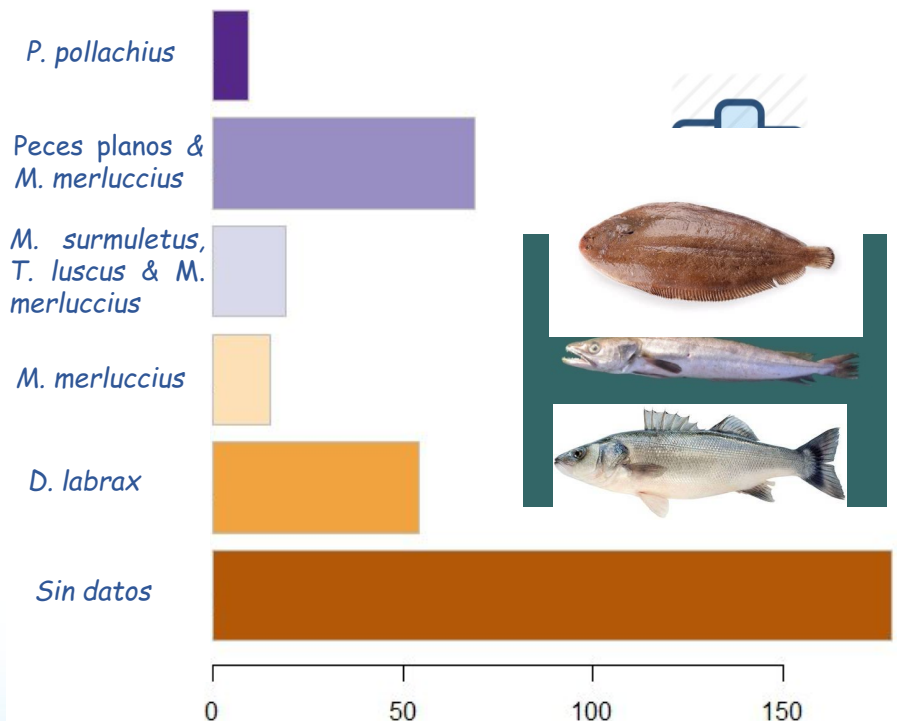 P. pollachius
Peces planos &
M. merluccius
M. surmuletus,
T. luscus & M.
merluccius
M. merluccius
D. labrax
Sin datos
0 50 100 150